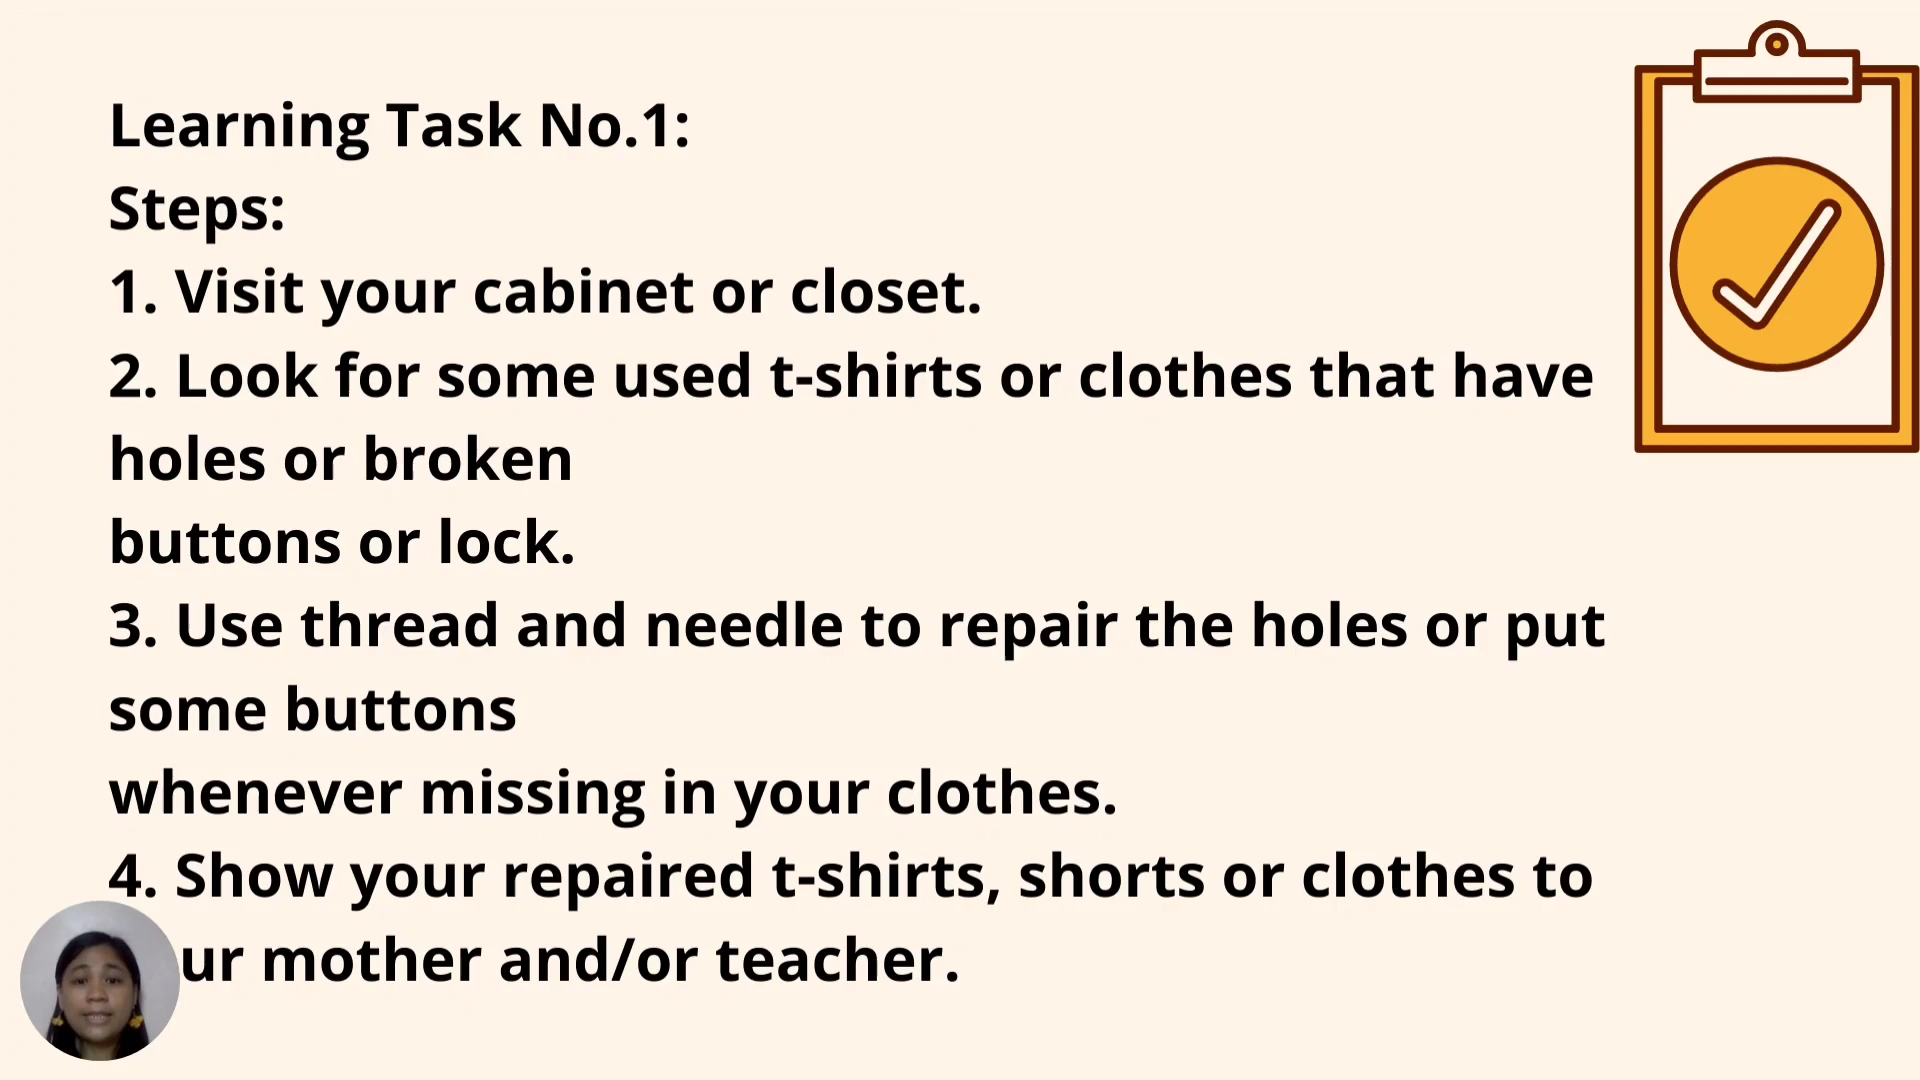 Learning Task No.1:
Steps:
1. Visit your cabinet or closet.
2. Look for some used t-shirts or clothes that have
holes or broken
buttons or lock.
3. Use thread and needle to repair the holes or put
some buttons
whenever missing in your clothes.
4. Show your repaired t-shirts, shorts or clothes to
ur mother and/or teacher.